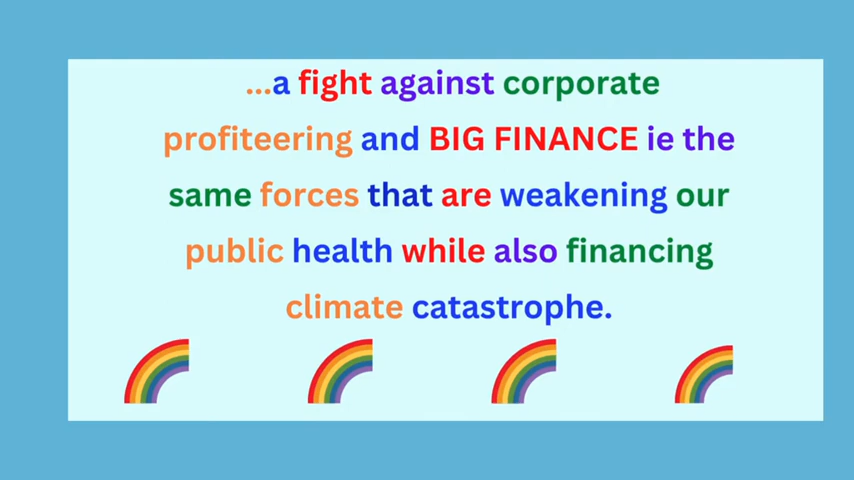 ...a fight against corporate
profiteering and BIG FINANCE ie the
same forces that are weakening our
public health while also financing
climate catastrophe.